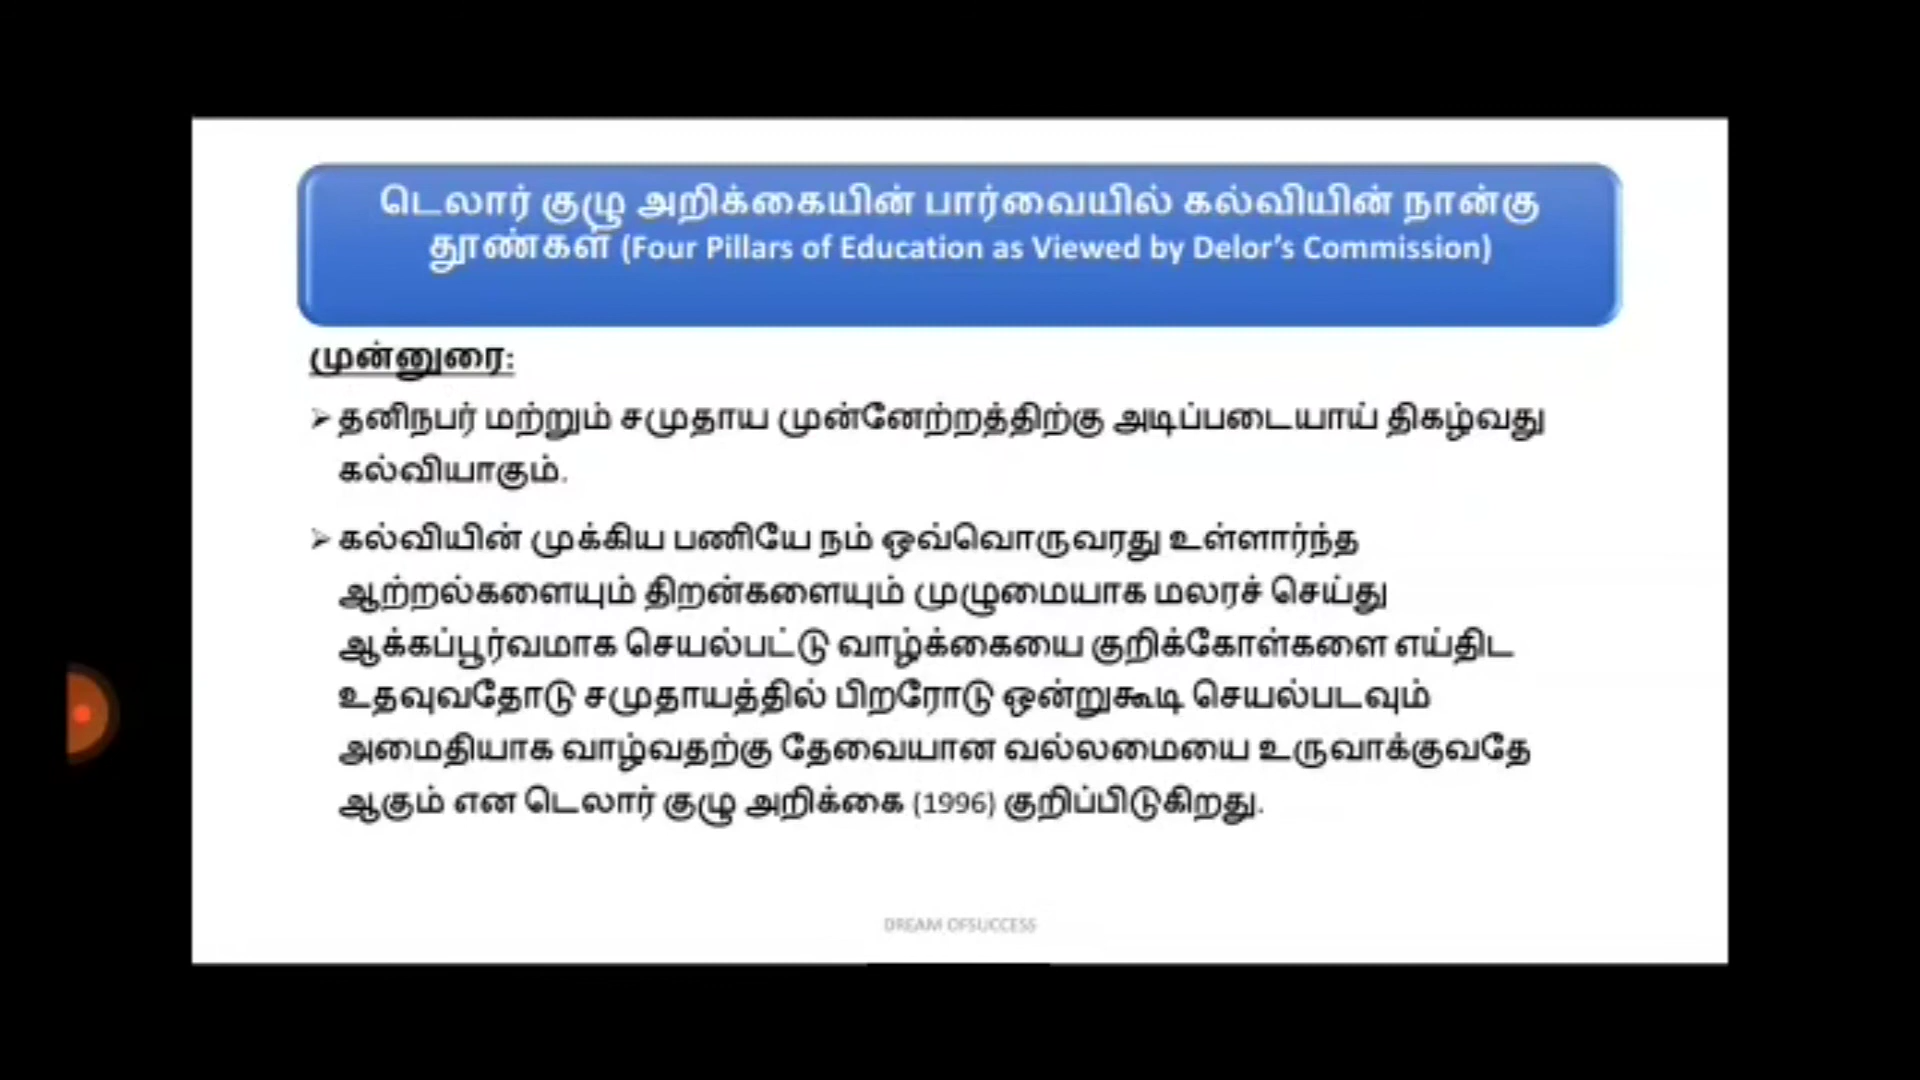 டெலார் குழு அறிக்கையின் பார்வையில் கல்வியின் நான்கு
தூண்கள் (Four Pillars of Education as Viewed by Delor’s Commission)
முன்னுரை:
➢ தனிநபர் மற்றும் சமுதாய முன்னேற்றத்திற்கு அடிப்படையாய் திகழ்வது
கல்வியாகும்.
➢ கல்வியின் முக்கிய பணியே நம் ஒவ்வொருவரது உள்ளார்ந்த
ஆற்றல்களையும் திறன்களையும் முழுமையாக மலரச் செய்து
ஆக்கப்பூர்வமாக செயல்பட்டு வாழ்க்கையை குறிக்கோள்களை எய்திட
உதவுவதோடு சமுதாயத்தில் பிறரோடு ஒன்றுகூடி செயல்படவும்
அமைதியாக வாழ்வதற்கு தேவையான வல்லமையை உருவாக்குவதே
ஆகும் என டெலார் குழு அறிக்கை (1996) குறிப்பிடுகிறது.
DREAM OFSUCCESS